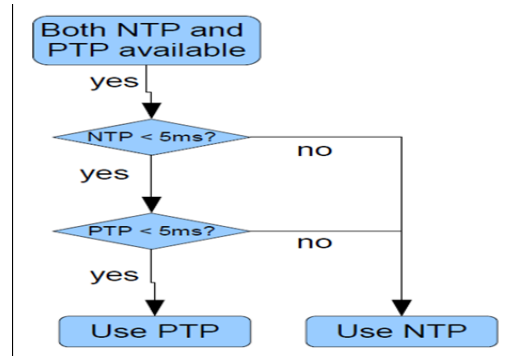 Both NTP and
PTP available
yes
NTP < 5ms?
no
yes
PTP < 5ms?
no
yes
Use PTP
Use NTP